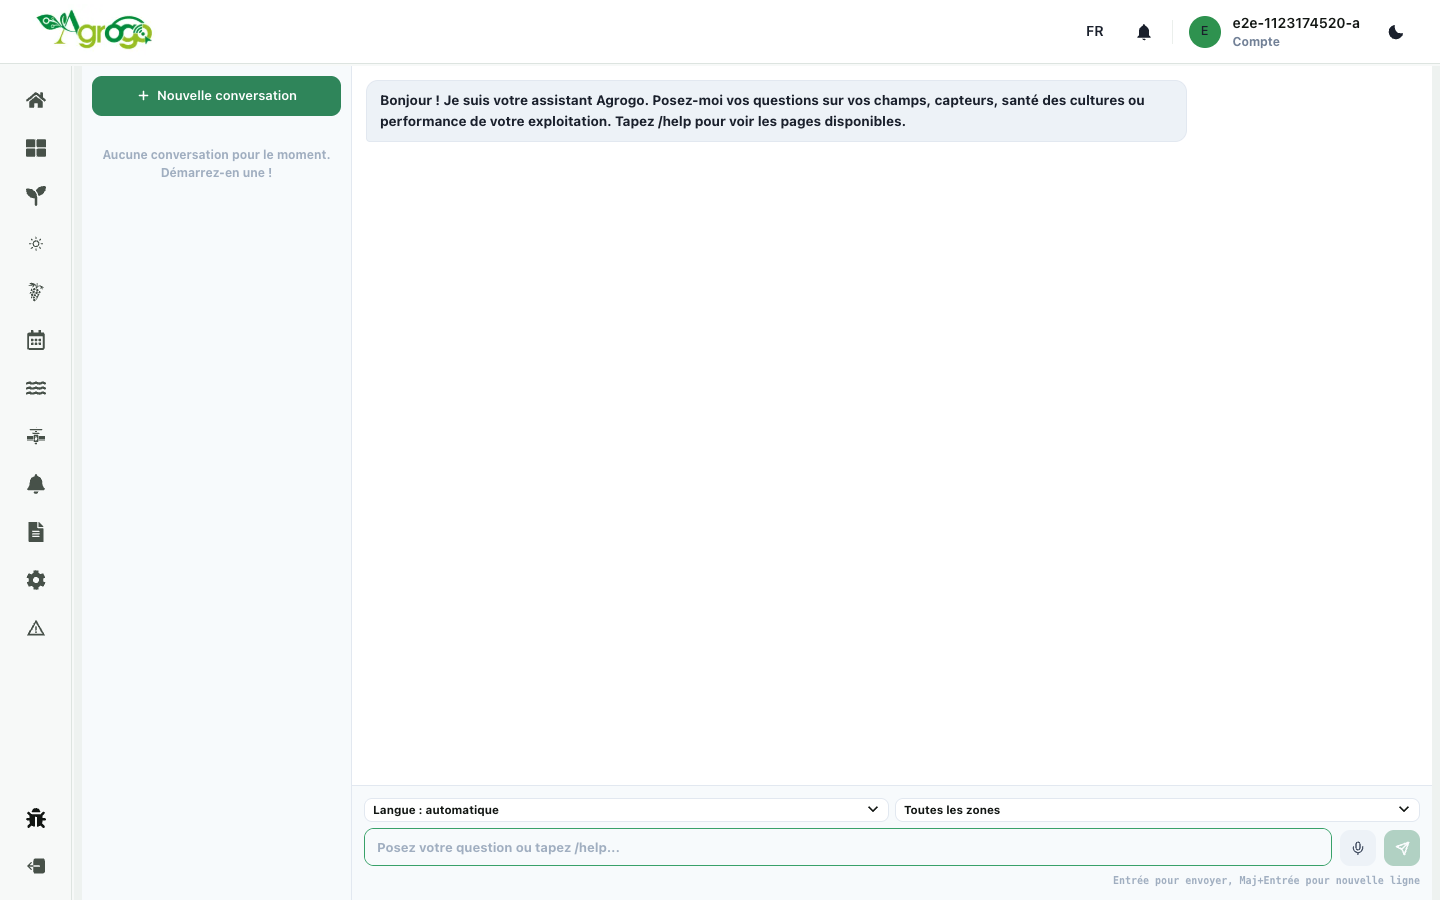 Agrogo
FR
E
e2e-1123174520-a
Compte
+ Nouvelle conversation
Aucune conversation pour le moment.
Démarrez-en une !
Bonjour ! Je suis votre assistant Agrogo. Posez-moi vos questions sur vos champs, capteurs, santé des cultures ou
performance de votre exploitation. Tapez /help pour voir les pages disponibles.
Langue : automatique
Toutes les zones
Posez votre question ou tapez /help...
Entrée pour envoyer, Maj+Entrée pour nouvelle ligne